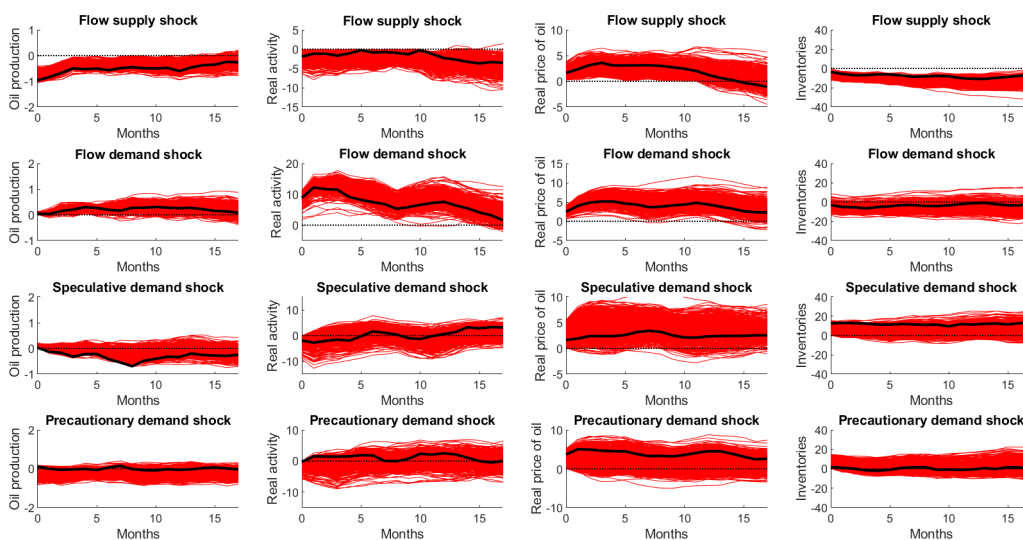 Flow supply shock
Oil production
1
0
-1
-2
0 5 10 15
Months
Flow supply shock
Real activity
5
0
-5
-10
-15
0 5 10 15
Months
Flow supply shock
Real price of oil
10
5
0
-5
0 5 10 15
Months
Flow supply shock
Inventories
40
20
0
-20
-40
0 5 10 15
Months
Flow demand shock
Oil production
2
1
0
-1
0 5 10 15
Months
Flow demand shock
Real activity
20
10
0
0 5 10 15
Months
Flow demand shock
Real price of oil
15
10
5
0
-5
0 5 10 15
Months
Flow demand shock
Inventories
40
20
0
-20
-40
0 5 10 15
Months
Speculative demand shock
Oil production
2
1
0
-1
0 5 10 15
Months
Speculative demand shock
Real activity
10
0
-10
0 5 10 15
Months
Speculative demand shock
Real price of oil
10
5
0
-5
0 5 10 15
Months
Speculative demand shock
Inventories
40
20
0
-20
-40
0 5 10 15
Months
Precautionary demand shock
Oil production
2
0
-2
0 5 10 15
Months
Precautionary demand shock
Real activity
10
0
-10
0 5 10 15
Months
Precautionary demand shock
Real price of oil
10
5
0
-5
-10
0 5 10 15
Months
Precautionary demand shock
Inventories
40
20
0
-20
-40
0 5 10 15
Months